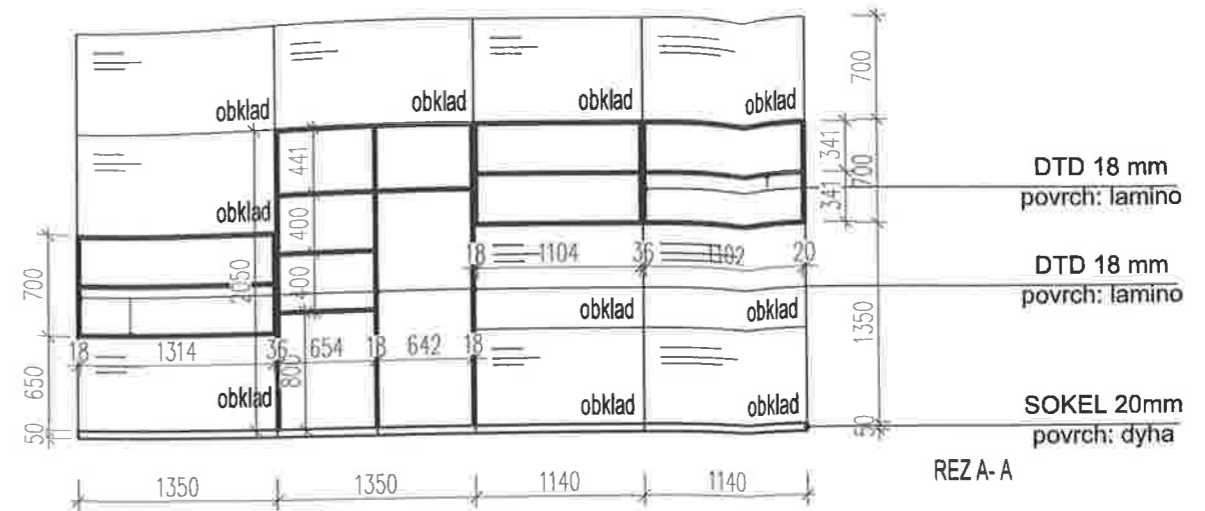 obklad
obklad
obklad
obklad
700
441
341
700
341
DTD 18 mm
povrch: lamino
obklad
400
18
1104
36
1102
20
700
2050
400
DTD 18 mm
povrch: lamino
obklad
obklad
1350
18
1314
36
654
18
642
18
800
650
obklad
obklad
obklad
50
50
SOKEL 20mm
povrch: dyha
REZ A- A
1350
1350
1140
1140